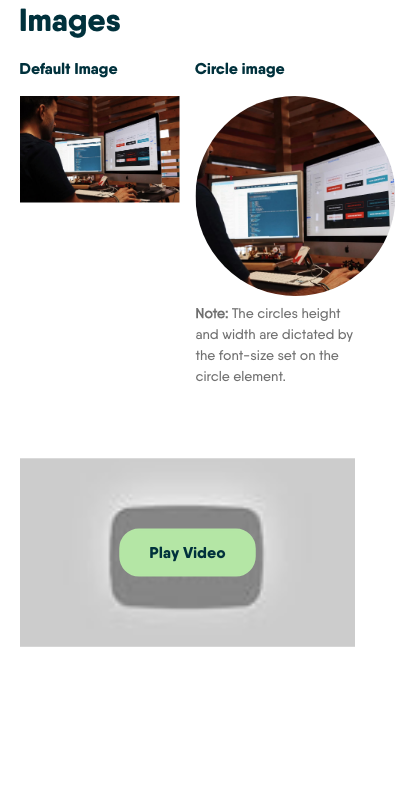 Images
Default Image
Circle image
Note: The circles height
and width are dictated by
the font-size set on the
circle element.
Play Video